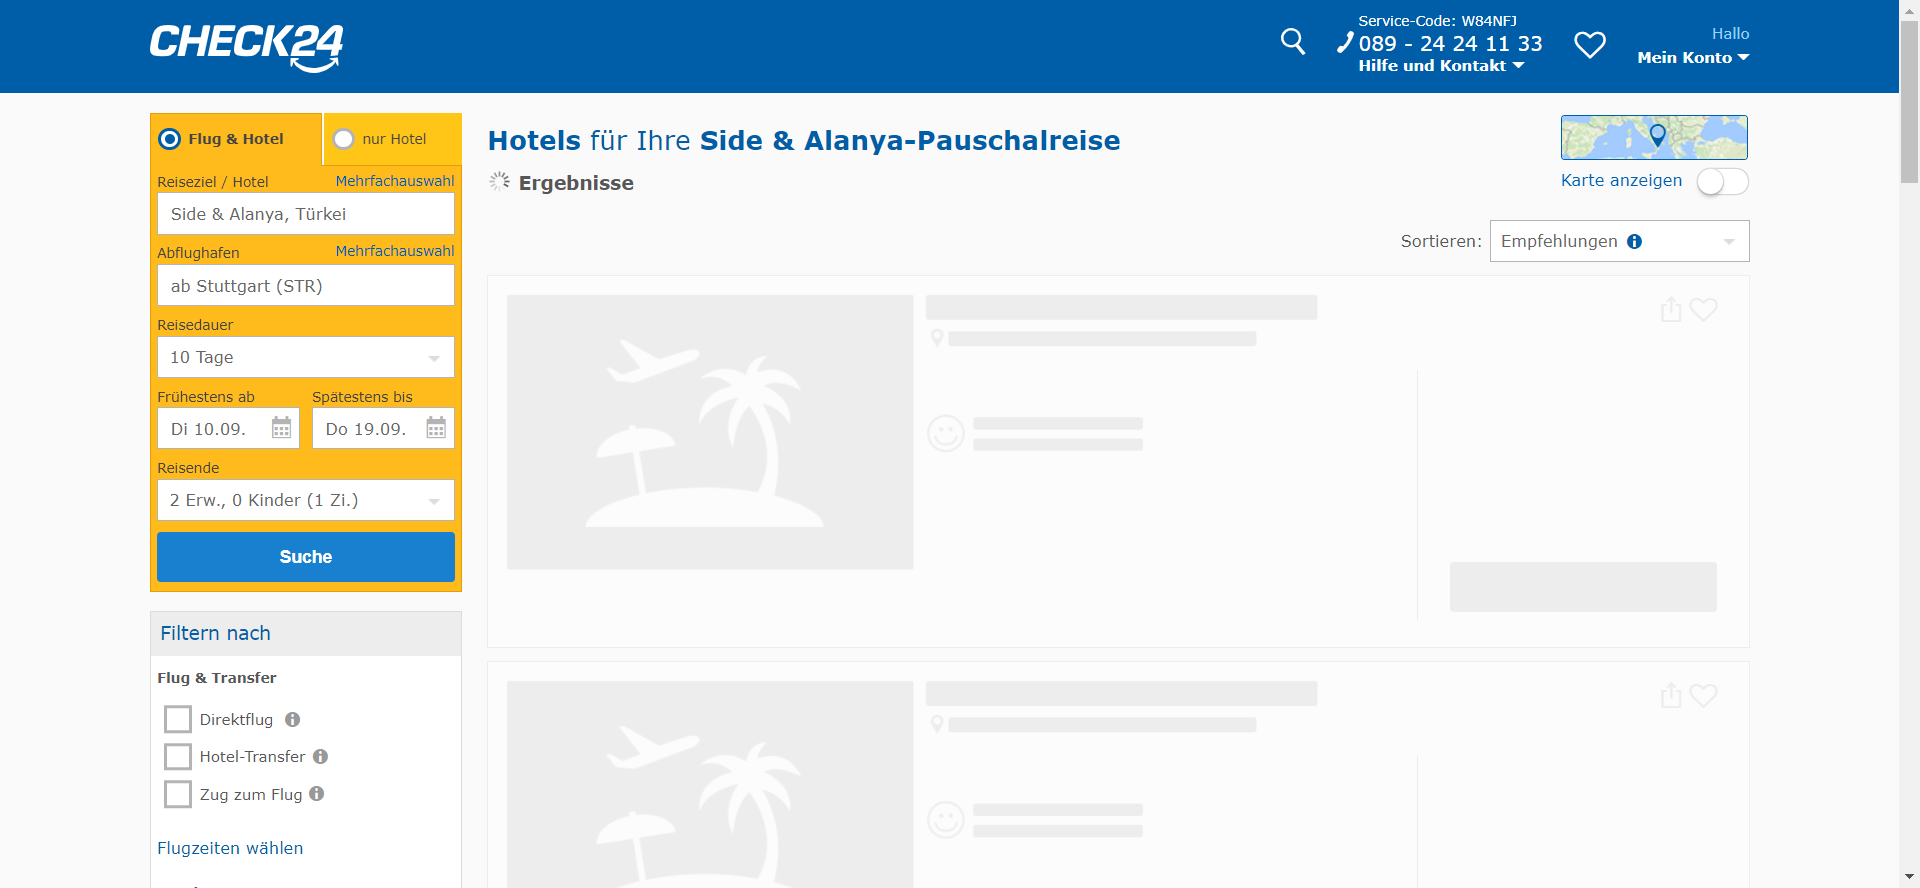 CHECK24
Service-Code: W84NFJ
089 - 24 24 11 33
Hilfe und Kontakt
Hallo
Mein Konto
Flug & Hotel
nur Hotel
Reiseziel / Hotel
Mehrfachauswahl
Side & Alanya, Türkei
Abflughafen
Mehrfachauswahl
ab Stuttgart (STR)
Reisedauer
10 Tage
Frühestens ab
Spätestens bis
Di 10.09.
Do 19.09.
Reisende
2 Erw., 0 Kinder (1 Zi.)
Suche
Filtern nach
Flug & Transfer
Direktflug
Hotel-Transfer
Zug zum Flug
Flugzeiten wählen
Hotels für Ihre Side & Alanya-Pauschalreise
Ergebnisse
Karte anzeigen
Sortieren:
Empfehlungen